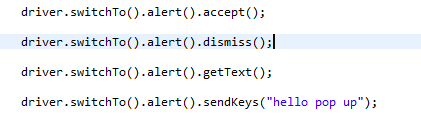 driver.switchTo().alert().accept();
driver.switchTo().alert().dismiss();
driver.switchTo().alert().getText();
driver.switchTo().alert().sendKeys("hello pop up");